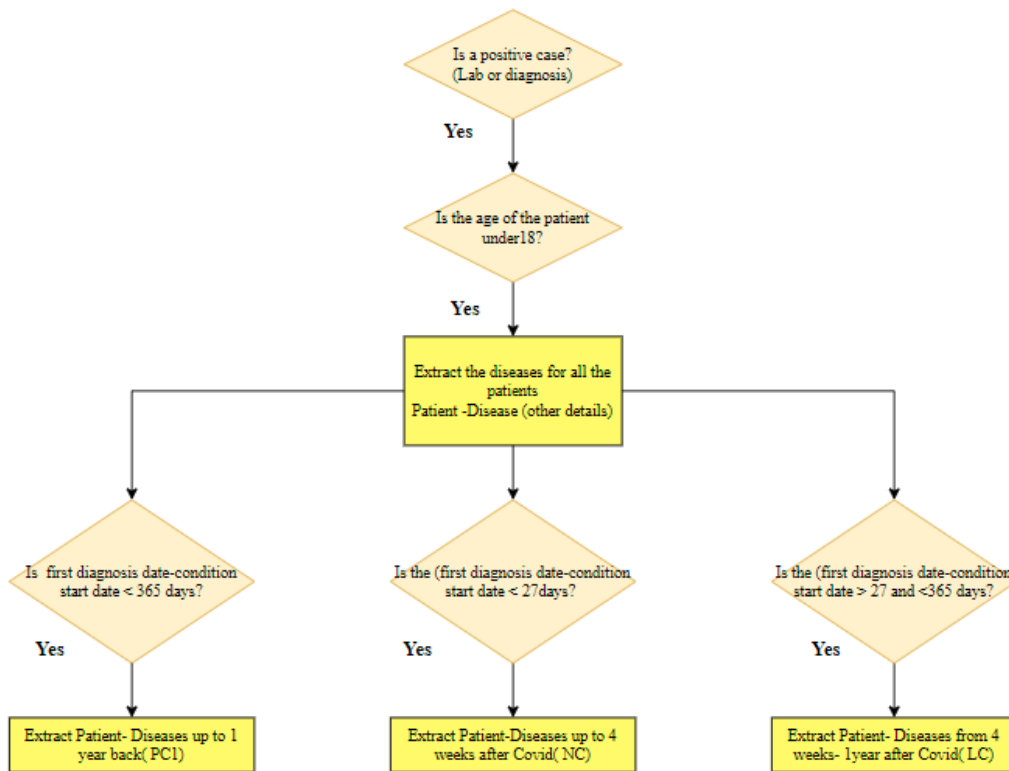 Is a positive case?
(Lab or diagnosis)
Yes
Is the age of the patient
under18?
Yes
Extract the diseases for all the
patients
Patient -Disease (other details)
Is  first diagnosis date-condition
start date < 365 days?
Is the (first diagnosis date-condition
start date < 27days?
Is the (first diagnosis date-condition
start date > 27 and <365 days?
Yes
Yes
Yes
Extract Patient- Diseases up to 1
year back( PC1)
Extract Patient-Diseases up to 4
weeks after Covid( NC)
Extract Patient- Diseases from 4
weeks- 1year after Covid( LC)